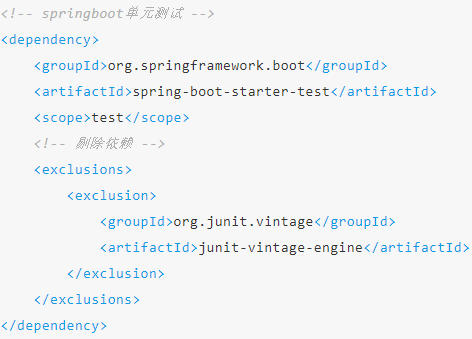 <!-- springboot单元测试 -->
<dependency>
    <groupId>org.springframework.boot</groupId>
    <artifactId>spring-boot-starter-test</artifactId>
    <scope>test</scope>
    <!-- 剔除依赖 -->
    <exclusions>
        <exclusion>
            <groupId>org.junit.vintage</groupId>
            <artifactId>junit-vintage-engine</artifactId>
        </exclusion>
    </exclusions>
</dependency>